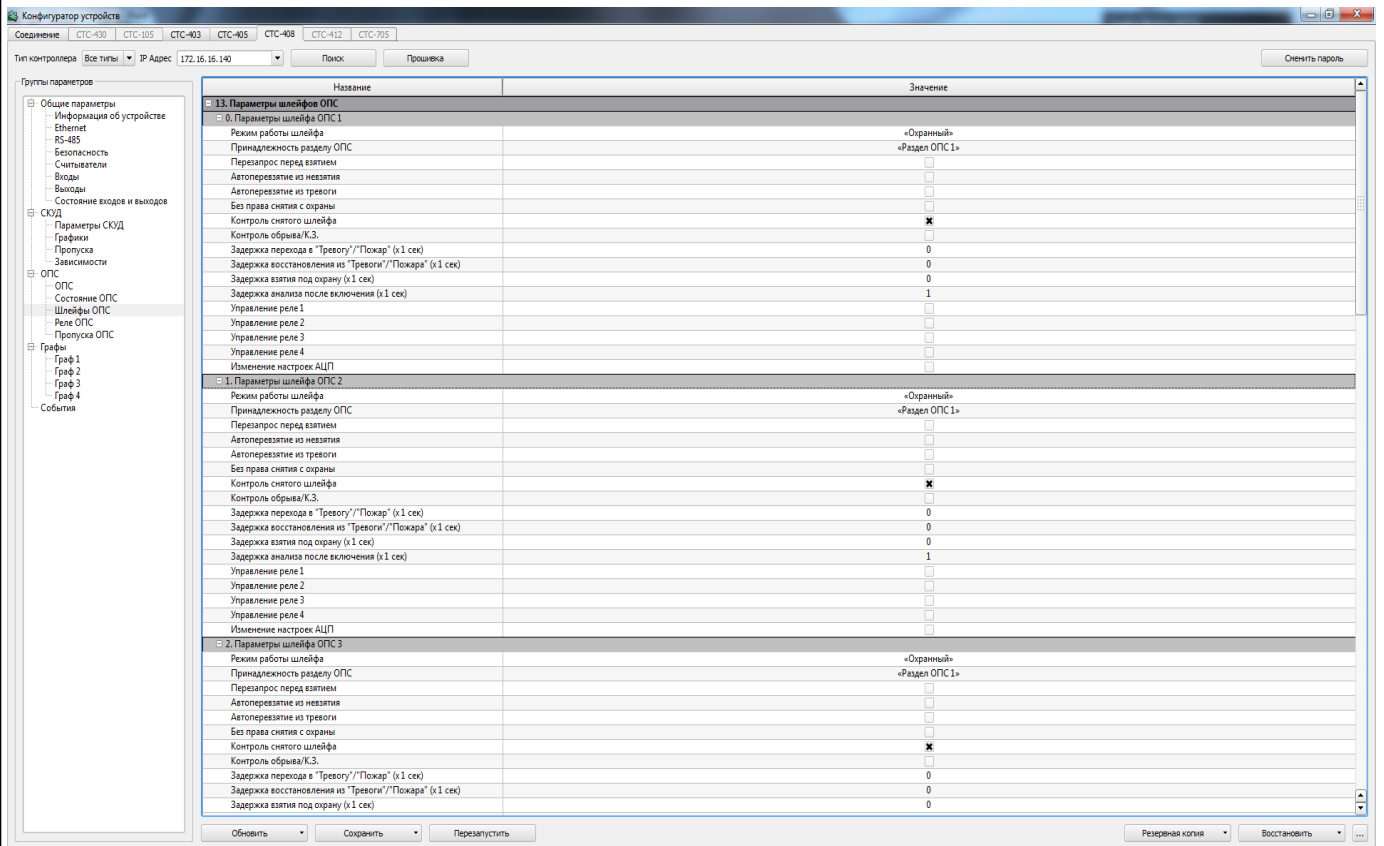 Конфигуратор устройств
Соединение СТС-430 СТС-105 СТС-403 СТС-405 СТС-408 СТС-412 СТС-705
Тип контроллера Все типы IP Адрес 172.16.16.140 Поиск Прошивка Сменить пароль
Группы параметров
Общие параметры
Информация об устройстве
Ethernet
RS-485
Безопасность
Считыватели
Входы
Выходы
Состояние входов и выходов
СКУД
Параметры СКУД
Графики
Пропуска
Зависимости
ОПС
ОПС
Состояние ОПС
Шлейфы ОПС
Реле ОПС
Пропуска ОПС
Графы
Граф 1
Граф 2
Граф 3
Граф 4
События
Название Значение
13. Параметры шлейфов ОПС
0. Параметры шлейфа ОПС 1
Режим работы шлейфа «Охранный»
Принадлежность разделу ОПС «Раздел ОПС 1»
Перезапрос перед взятием
Автоперевзятие из невзятия
Автоперевзятие из тревоги
Без права снятия с охраны
Контроль снятого шлейфа
Контроль обрыва/К.З.
Задержка перехода в "Тревогу"/"Пожар" (x1 сек) 0
Задержка восстановления из "Тревоги"/"Пожара" (x1 сек) 0
Задержка взятия под охрану (x1 сек) 0
Задержка анализа после включения (x1 сек) 1
Управление реле 1
Управление реле 2
Управление реле 3
Управление реле 4
Изменение настроек АЦП
1. Параметры шлейфа ОПС 2
Режим работы шлейфа «Охранный»
Принадлежность разделу ОПС «Раздел ОПС 1»
Перезапрос перед взятием
Автоперевзятие из невзятия
Автоперевзятие из тревоги
Без права снятия с охраны
Контроль снятого шлейфа
Контроль обрыва/К.З.
Задержка перехода в "Тревогу"/"Пожар" (x1 сек) 0
Задержка восстановления из "Тревоги"/"Пожара" (x1 сек) 0
Задержка взятия под охрану (x1 сек) 0
Задержка анализа после включения (x1 сек) 1
Управление реле 1
Управление реле 2
Управление реле 3
Управление реле 4
Изменение настроек АЦП
2. Параметры шлейфа ОПС 3
Режим работы шлейфа «Охранный»
Принадлежность разделу ОПС «Раздел ОПС 1»
Перезапрос перед взятием
Автоперевзятие из невзятия
Автоперевзятие из тревоги
Без права снятия с охраны
Контроль снятого шлейфа
Контроль обрыва/К.З.
Задержка перехода в "Тревогу"/"Пожар" (x1 сек) 0
Задержка восстановления из "Тревоги"/"Пожара" (x1 сек) 0
Задержка взятия под охрану (x1 сек) 0
Обновить Сохранить Перезапустить Резервная копия Восстановить ...